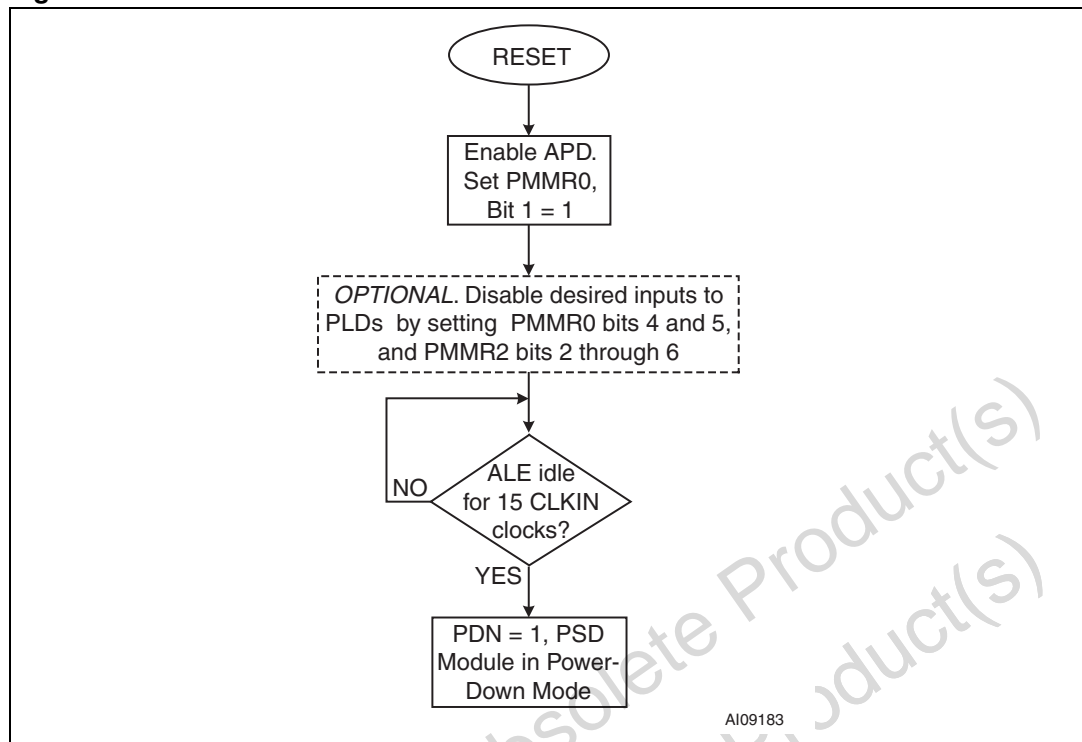 RESET
Enable APD.
Set PMMR0,
Bit 1 = 1
OPTIONAL. Disable desired inputs to
PLDs by setting PMMR0 bits 4 and 5,
and PMMR2 bits 2 through 6
ALE idle
for 15 CLKIN
clocks?
NO
YES
PDN = 1, PSD
Module in Power-
Down Mode
AI09183
Obsolete Product(s)